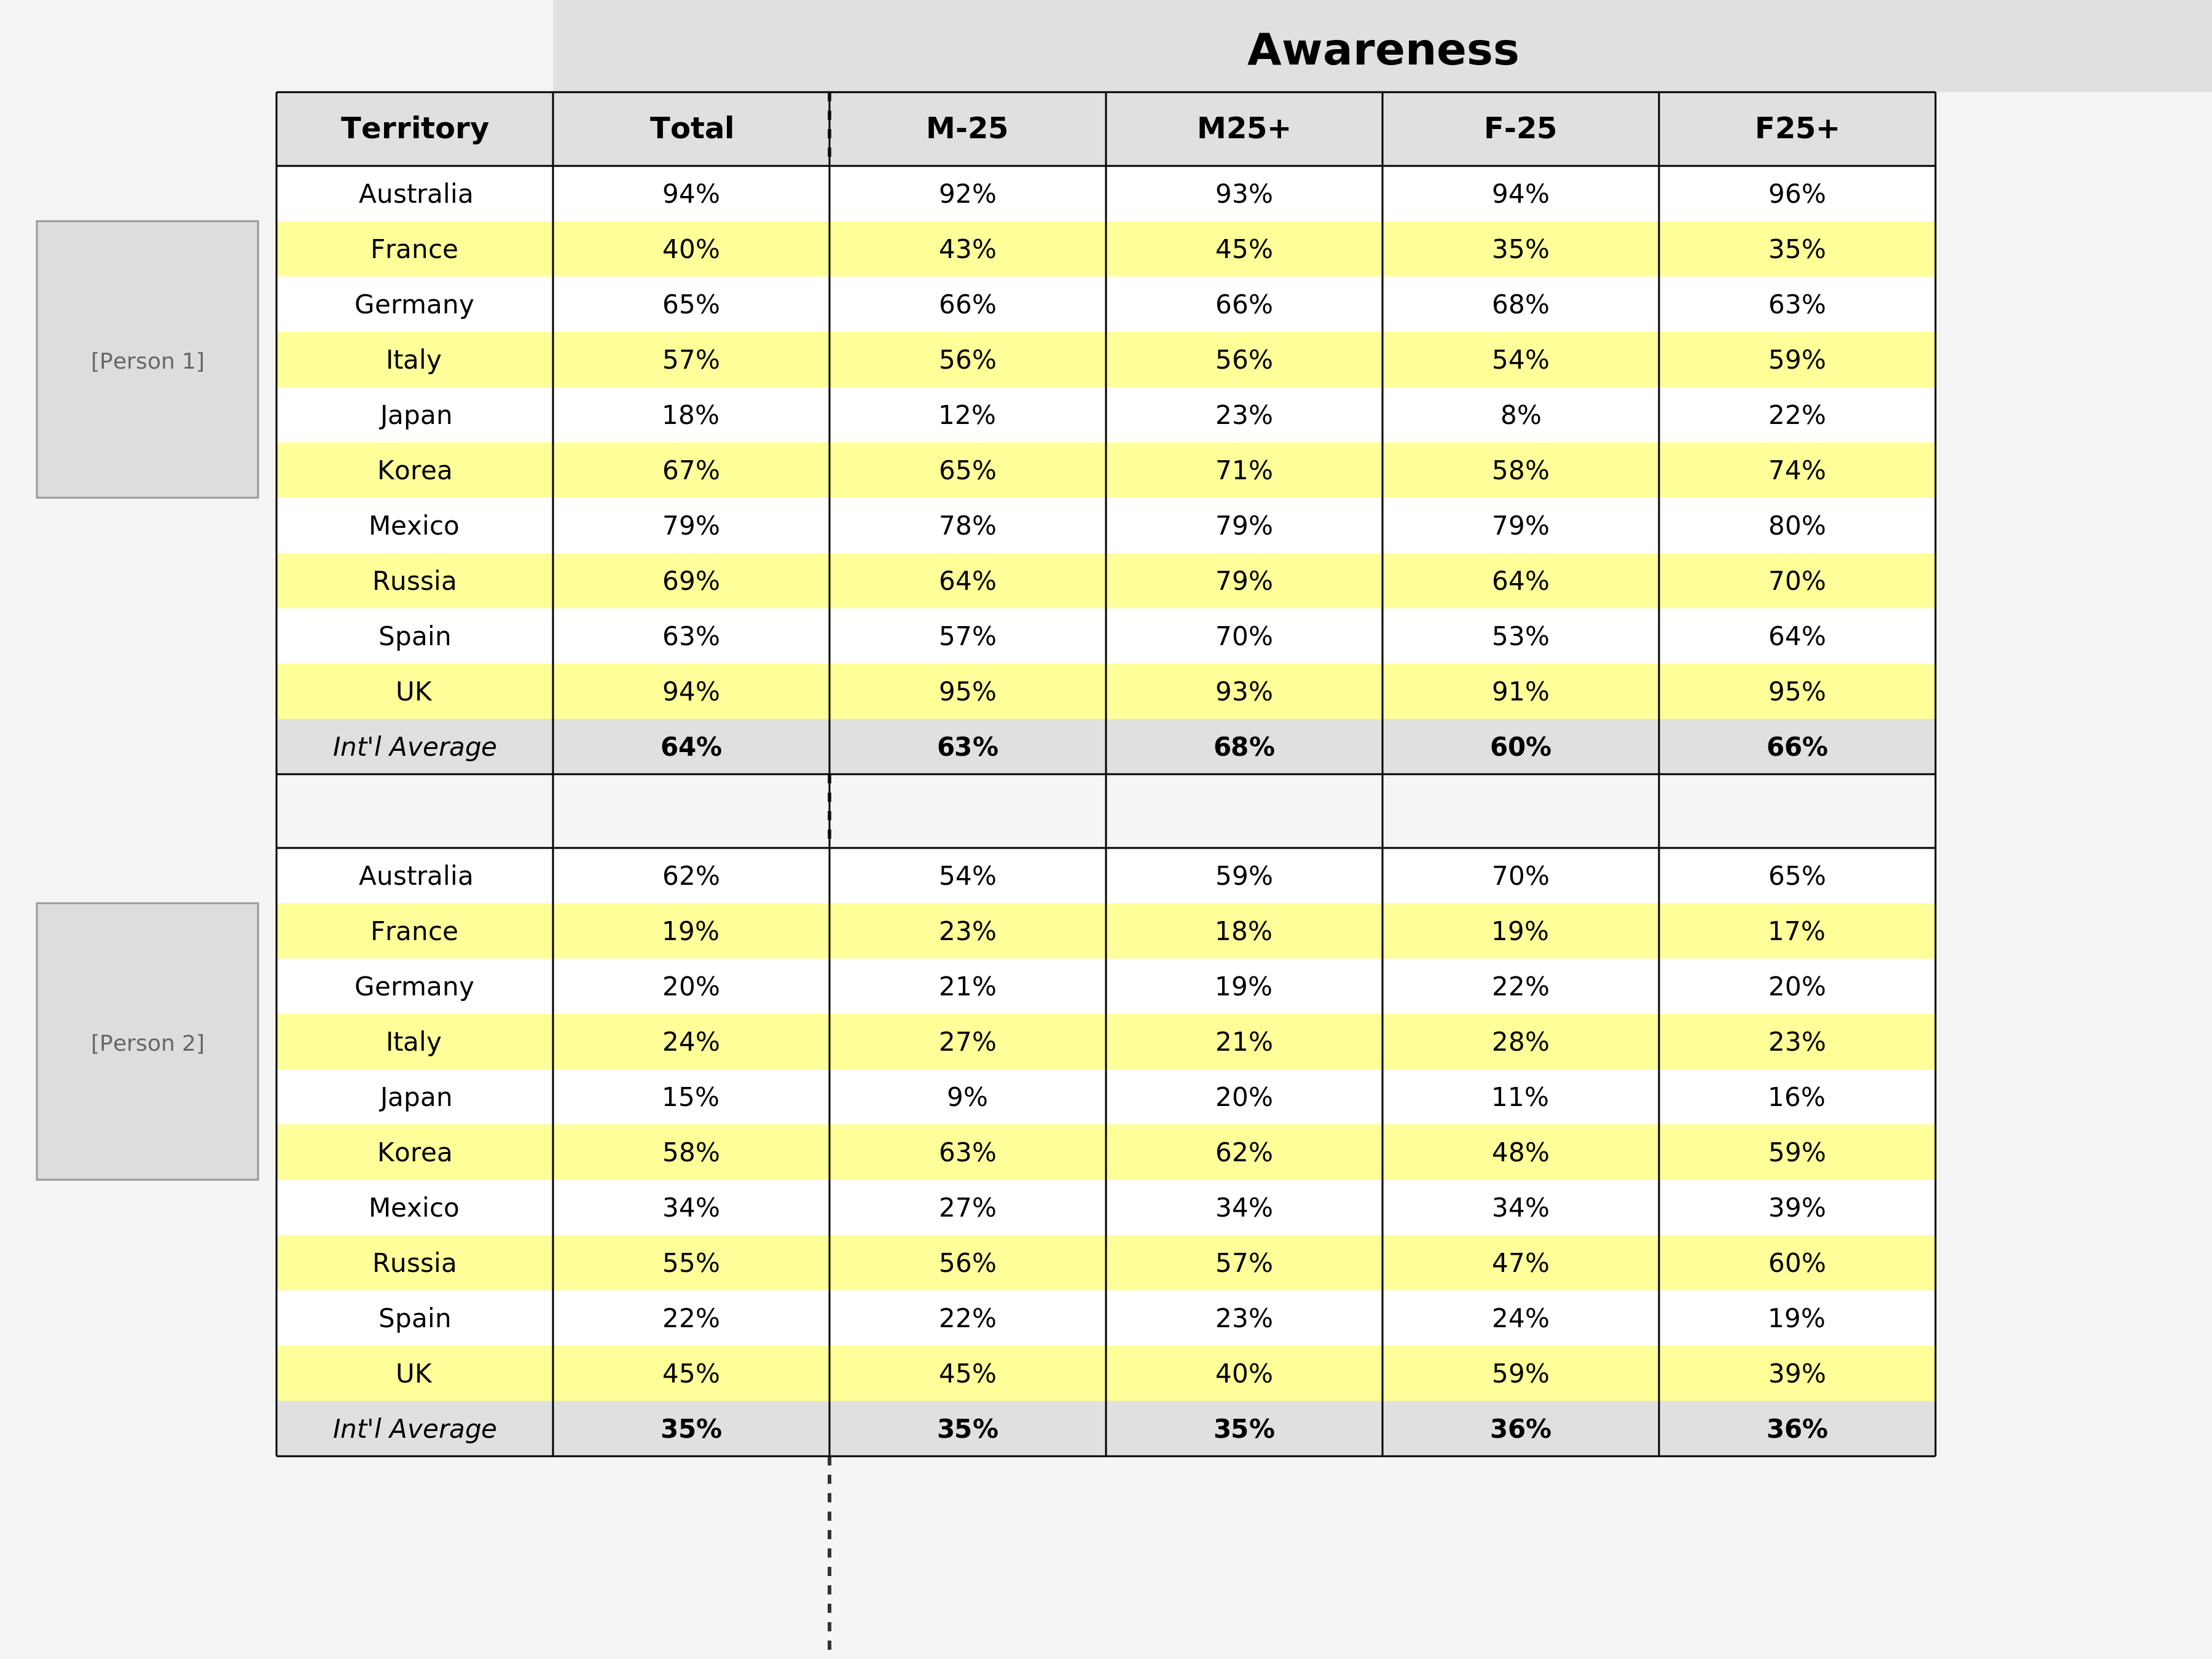 Awareness
Territory Total M-25 M25+ F-25 F25+
Australia 94% 92% 93% 94% 96%
France 40% 43% 45% 35% 35%
Germany 65% 66% 66% 68% 63%
[Person 1] Italy 57% 56% 56% 54% 59%
Japan 18% 12% 23% 8% 22%
Korea 67% 65% 71% 58% 74%
Mexico 79% 78% 79% 79% 80%
Russia 69% 64% 79% 64% 70%
Spain 63% 57% 70% 53% 64%
UK 94% 95% 93% 91% 95%
Int'l Average 64% 63% 68% 60% 66%
Australia 62% 54% 59% 70% 65%
France 19% 23% 18% 19% 17%
Germany 20% 21% 19% 22% 20%
[Person 2] Italy 24% 27% 21% 28% 23%
Japan 15% 9% 20% 11% 16%
Korea 58% 63% 62% 48% 59%
Mexico 34% 27% 34% 34% 39%
Russia 55% 56% 57% 47% 60%
Spain 22% 22% 23% 24% 19%
UK 45% 45% 40% 59% 39%
Int'l Average 35% 35% 35% 36% 36%